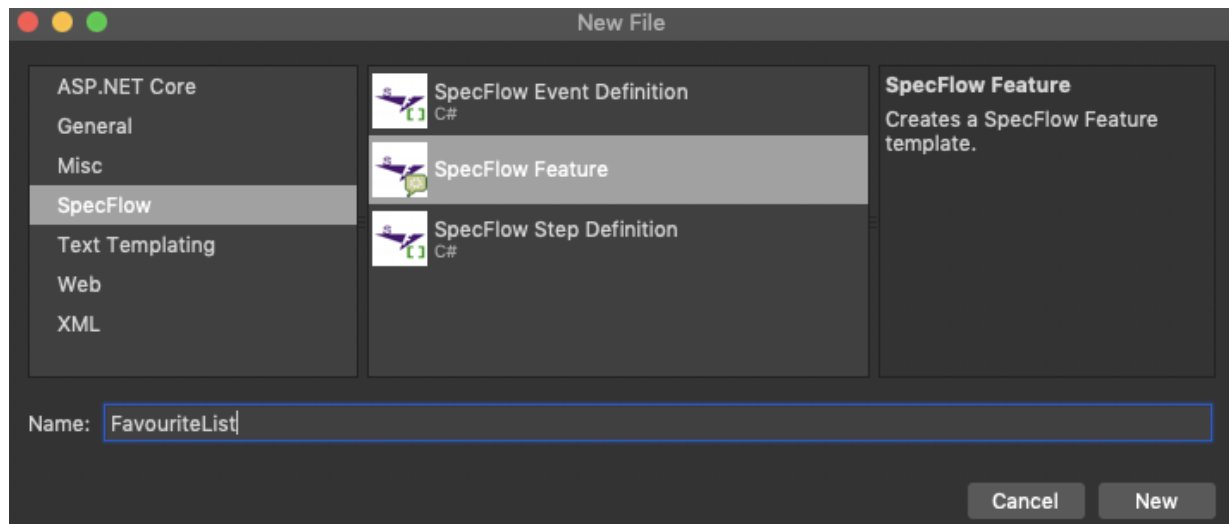 New File
ASP.NET Core
General
Misc
SpecFlow
Text Templating
Web
XML
SpecFlow Event Definition
C#
SpecFlow Feature
SpecFlow Step Definition
C#
SpecFlow Feature
Creates a SpecFlow Feature
template.
Name: FavouriteList
Cancel New